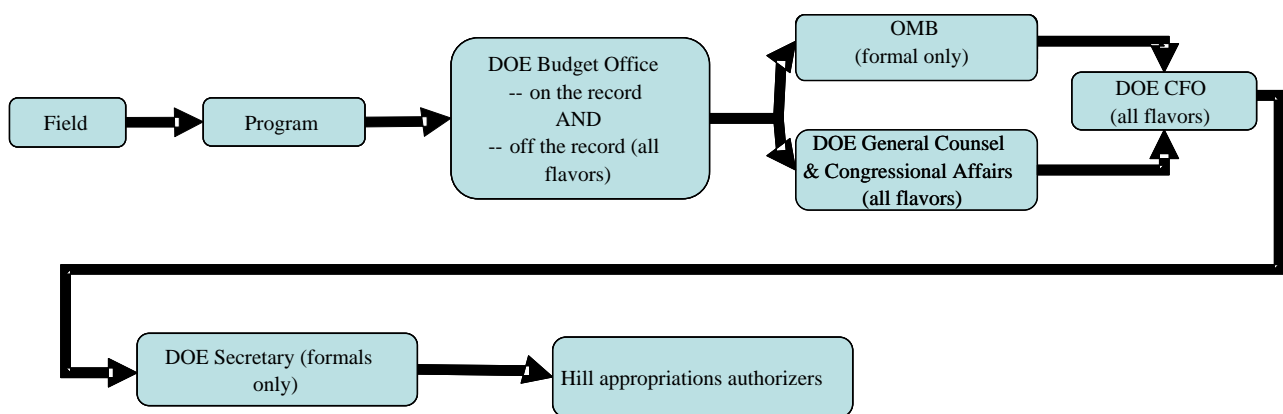 Field
Program
DOE Budget Office
-- on the record
AND
-- off the record (all
flavors)
OMB
(formal only)
DOE General Counsel
& Congressional Affairs
(all flavors)
DOE CFO
(all flavors)
DOE Secretary (formals
only)
Hill appropriations authorizers